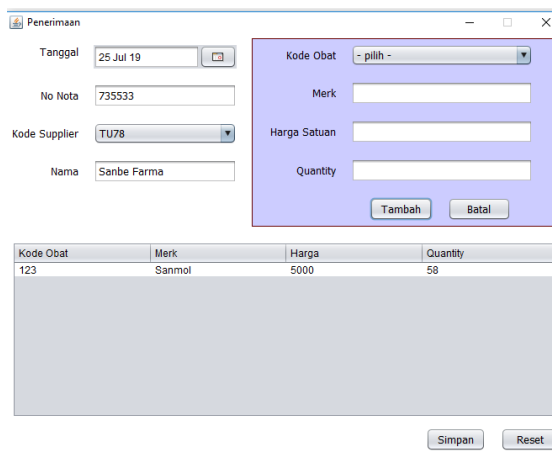 Penerimaan
Tanggal 25 Jul 19
No Nota 735533
Kode Supplier TU78
Nama Sanbe Farma
Kode Obat - pilih -
Merk
Harga Satuan
Quantity
Tambah Batal
Kode Obat Merk Harga Quantity
123 Sanmol 5000 58
Simpan Reset